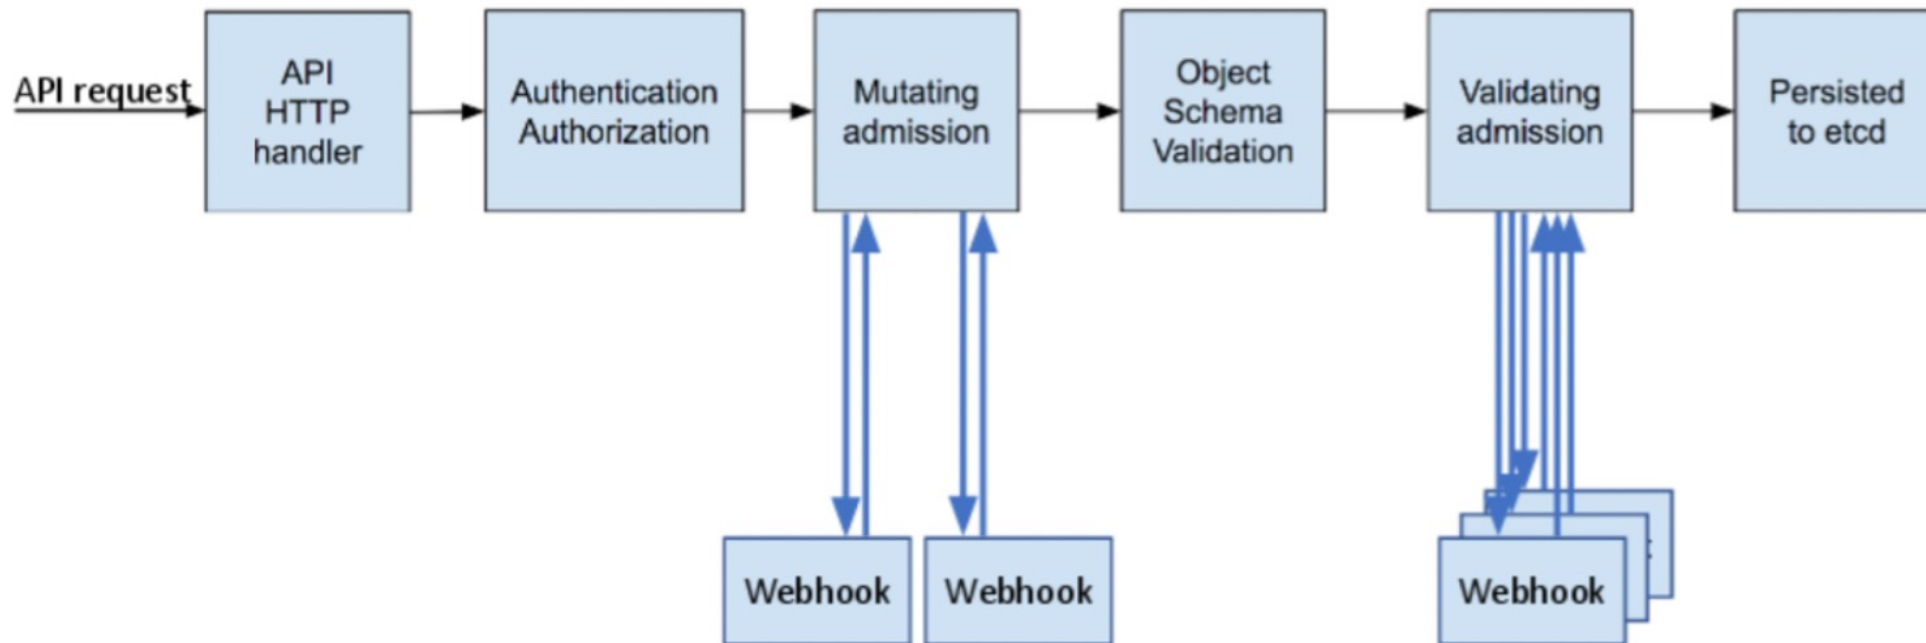 API request
API
HTTP
handler
Authentication
Authorization
Mutating
admission
Object
Schema
Validation
Validating
admission
Persisted
to etcd
Webhook
Webhook
Webhook